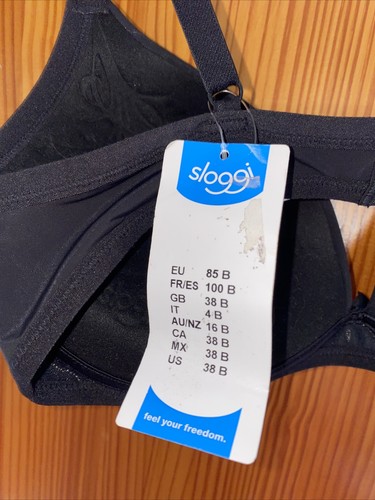 sloggi
EU 85 B
FR/ES 100 B
GB 38 B
IT 4 B
AU/NZ 16 B
CA 38 B
MX 38 B
US 38 B
feel your freedom.